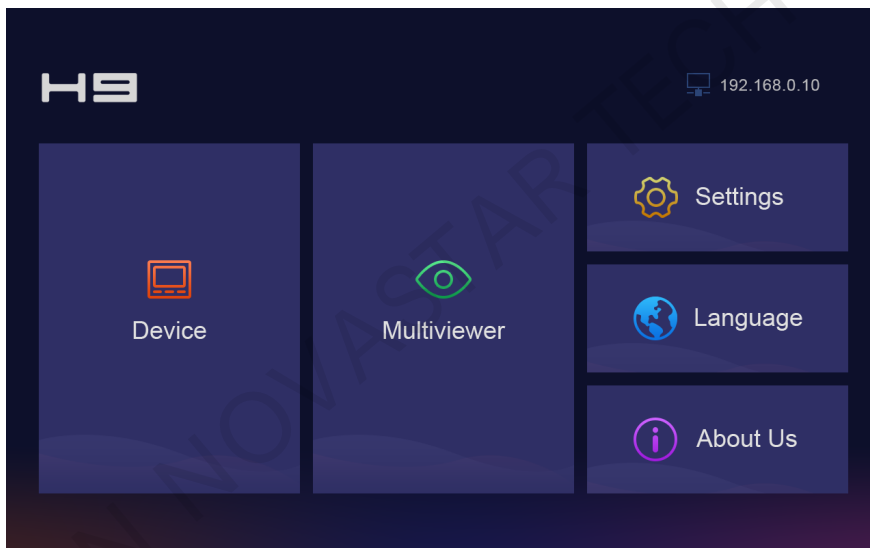 H9
192.168.0.10
Device
Multiviewer
Settings
Language
About Us
N NOVASTAR TECH